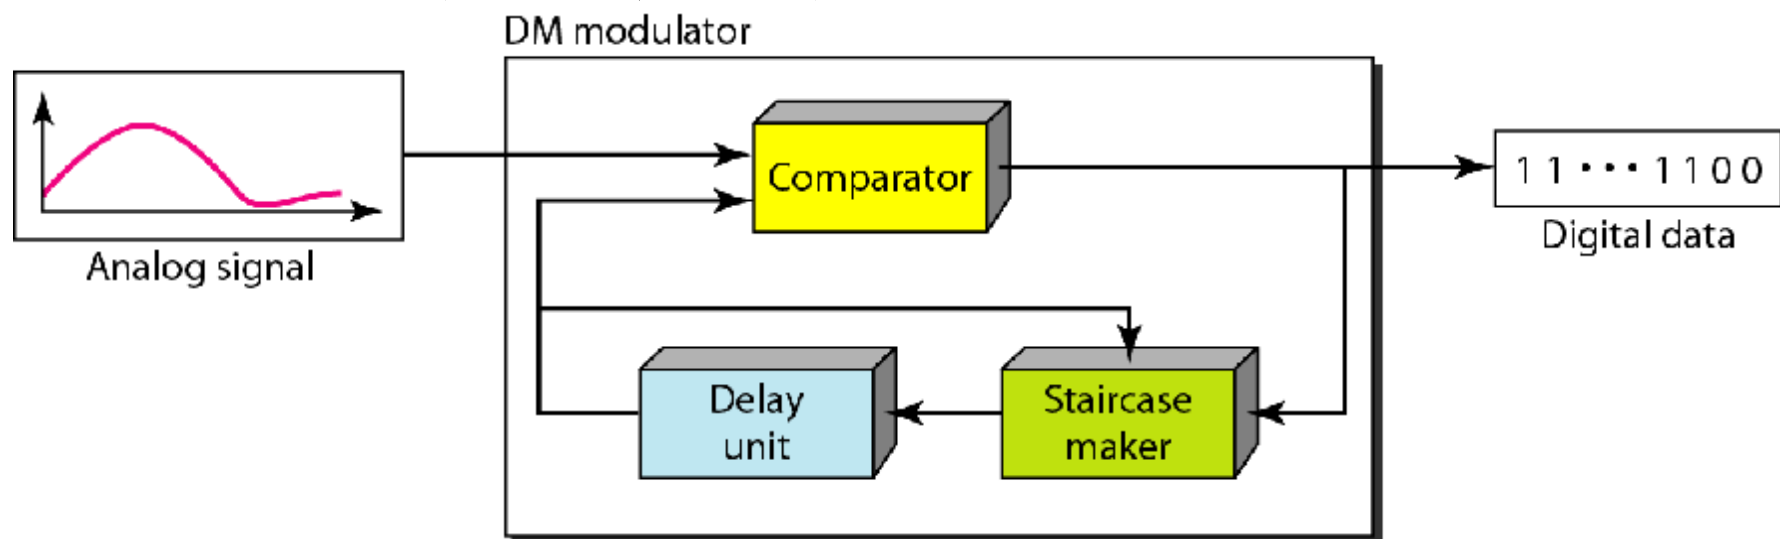 DM modulator
Comparator
1 1 ··· 1 1 0 0
Digital data
Analog signal
Delay
unit
Staircase
maker